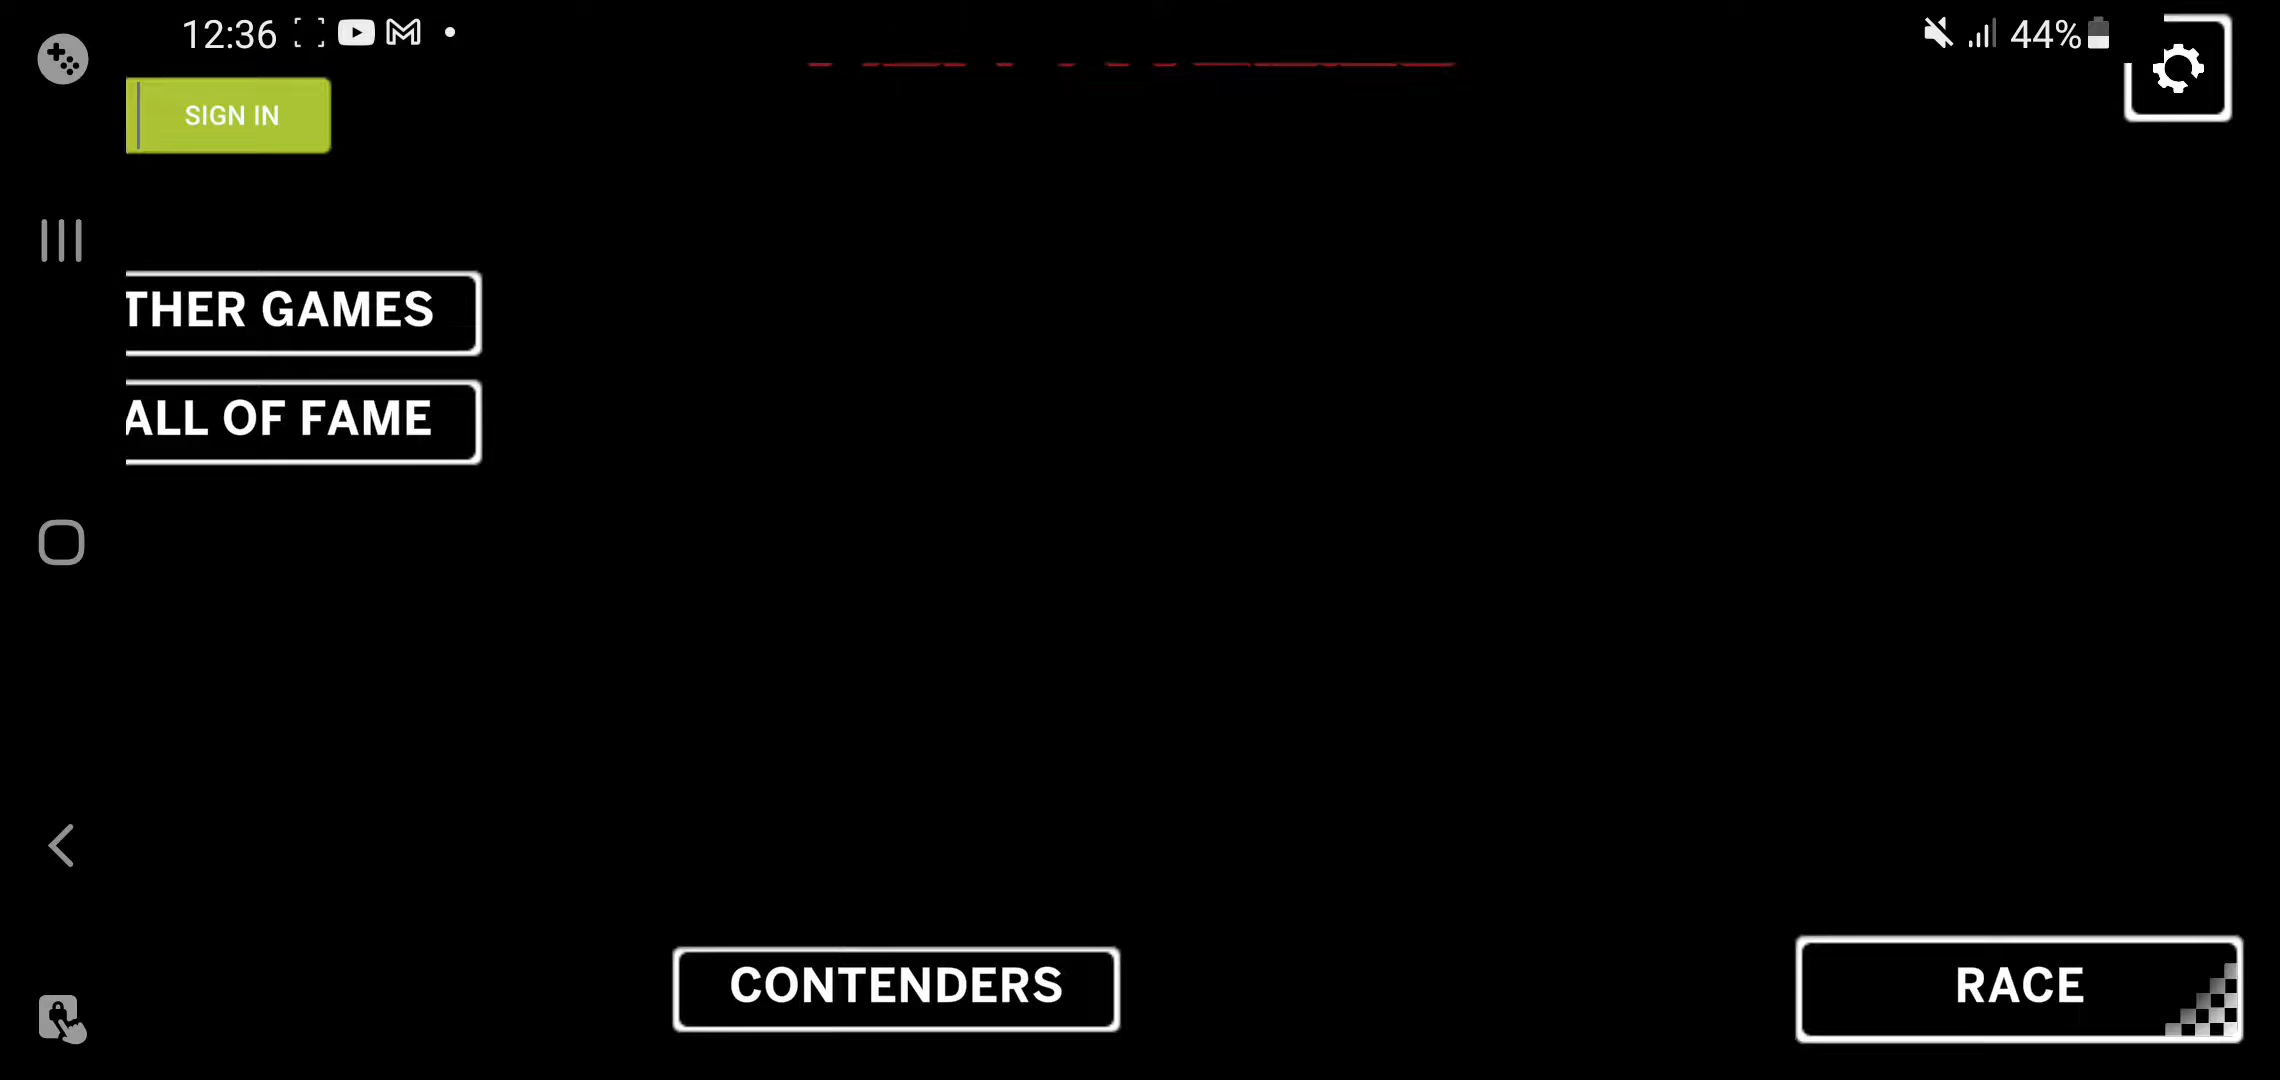 12:36
44%
SIGN IN
THER GAMES
ALL OF FAME
CONTENDERS
RACE